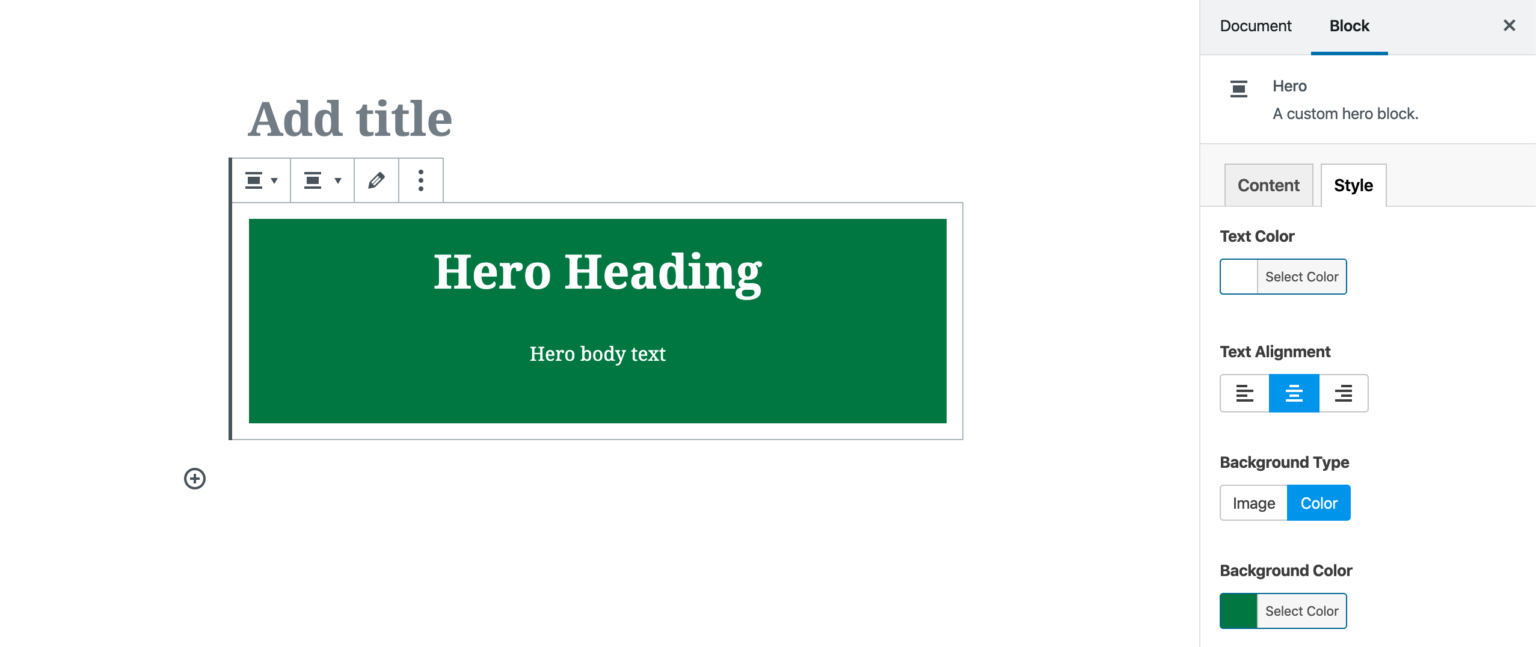 Add title
Hero Heading
Hero body text
Document Block
Hero
A custom hero block.
Content Style
Text Color
Select Color
Text Alignment
Background Type
Image Color
Background Color
Select Color